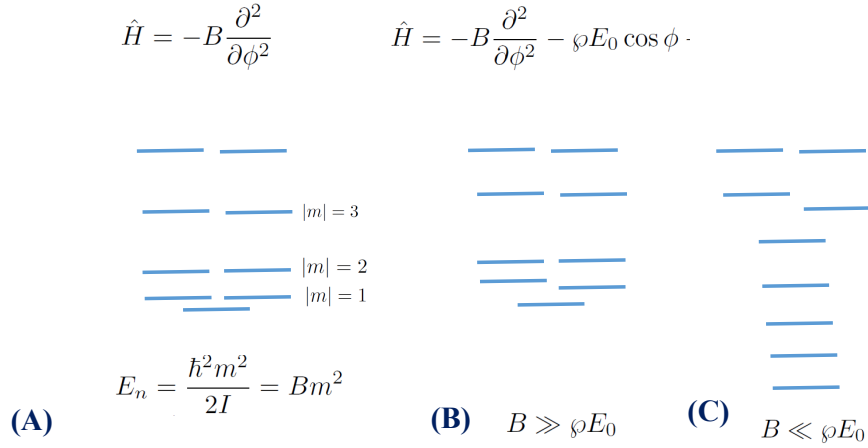 Ĥ = −B ∂²/∂ϕ²
Ĥ = −B ∂²/∂ϕ² − ℘E₀ cos ϕ -
|m| = 3
|m| = 2
|m| = 1
Eₙ = ℏ²m²/2I = Bm²
(A)
(B)
B ≫ ℘E₀
(C)
B ≪ ℘E₀